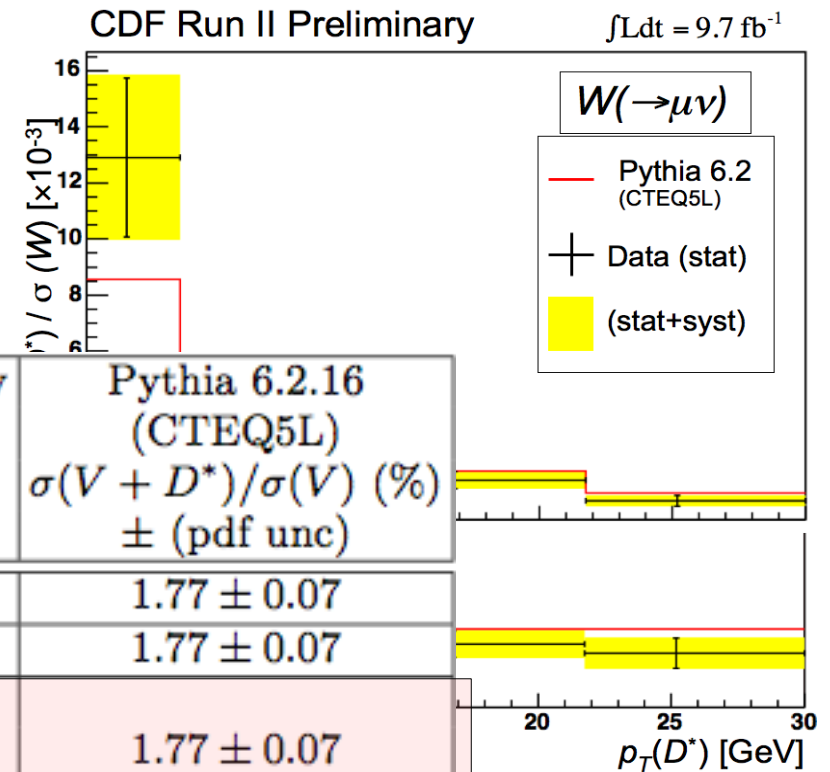 CDF Run II Preliminary
∫Ldt = 9.7 fb⁻¹
16
14
12
10
8
6
*) / σ (W) [×10⁻³]
W(→μν)
Pythia 6.2
(CTEQ5L)
Data (stat)
(stat+syst)
Pythia 6.2.16
(CTEQ5L)
σ(V + D*)/σ(V) (%)
± (pdf unc)
1.77 ± 0.07
1.77 ± 0.07
1.77 ± 0.07
20 25 30
p_T(D*) [GeV]